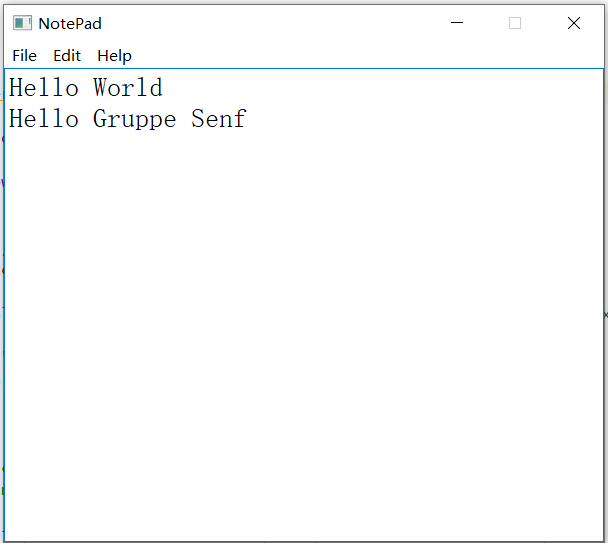 NotePad
File Edit Help
Hello World
Hello Gruppe Senf